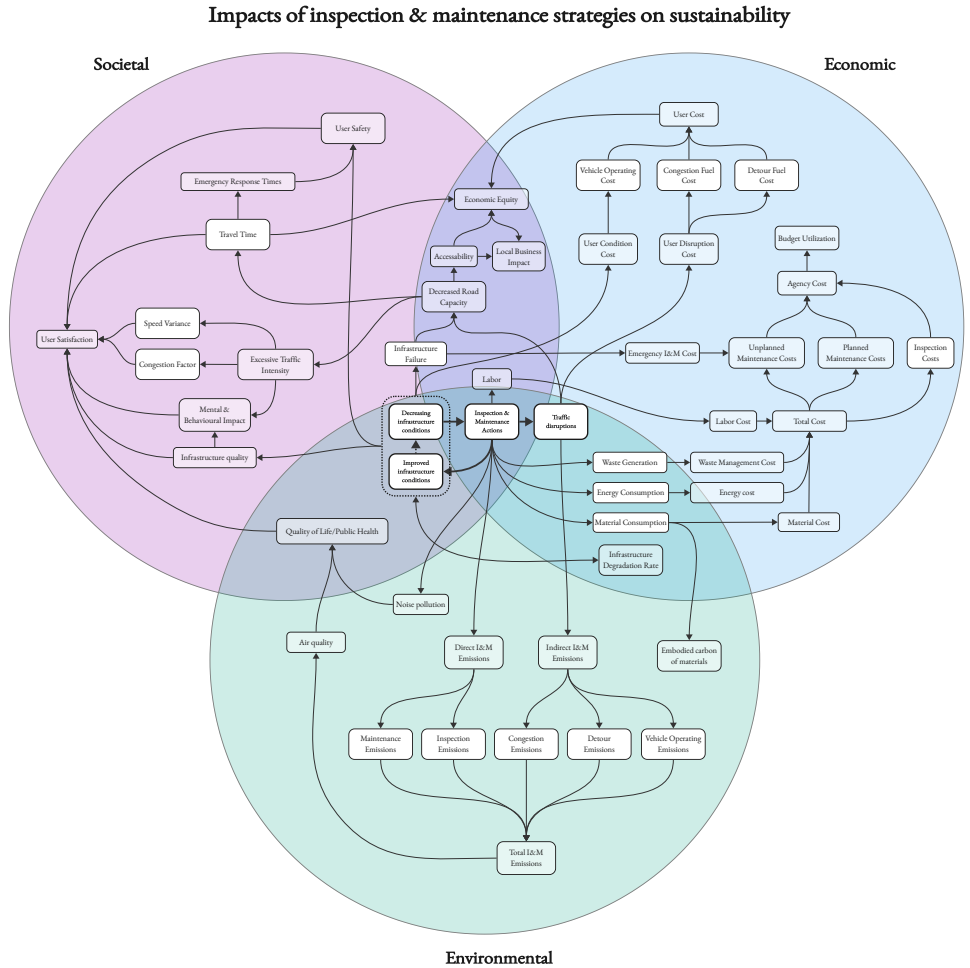 Impacts of inspection & maintenance strategies on sustainability
Societal
Economic
User Safety
User Cost
Emergency Response Times
Vehicle Operating
Cost
Congestion Fuel
Cost
Detour Fuel
Cost
Economic Equity
Travel Time
Accessability
Local Business
Impact
User Condition
Cost
User Disruption
Cost
Budget Utilization
Agency Cost
Decreased Road
Capacity
Speed Variance
User Satisfaction
Congestion Factor
Excessive Traffic
Intensity
Infrastructure
Failure
Emergency I&M Cost
Unplanned
Maintenance Costs
Planned
Maintenance Costs
Inspection
Costs
Labor
Mental &
Behavioural Impact
Decreasing
infrastructure
conditions
Inspection &
Maintenance
Actions
Traffic
disruptions
Labor Cost
Total Cost
Infrastructure quality
Improved
infrastructure
conditions
Waste Generation
Waste Management Cost
Energy Consumption
Energy cost
Material Consumption
Material Cost
Quality of Life/Public Health
Infrastructure
Degradation Rate
Noise pollution
Air quality
Direct I&M
Emissions
Indirect I&M
Emissions
Embodied carbon
of materials
Maintenance
Emissions
Inspection
Emissions
Congestion
Emissions
Detour
Emissions
Vehicle Operating
Emissions
Total I&M
Emissions
Environmental